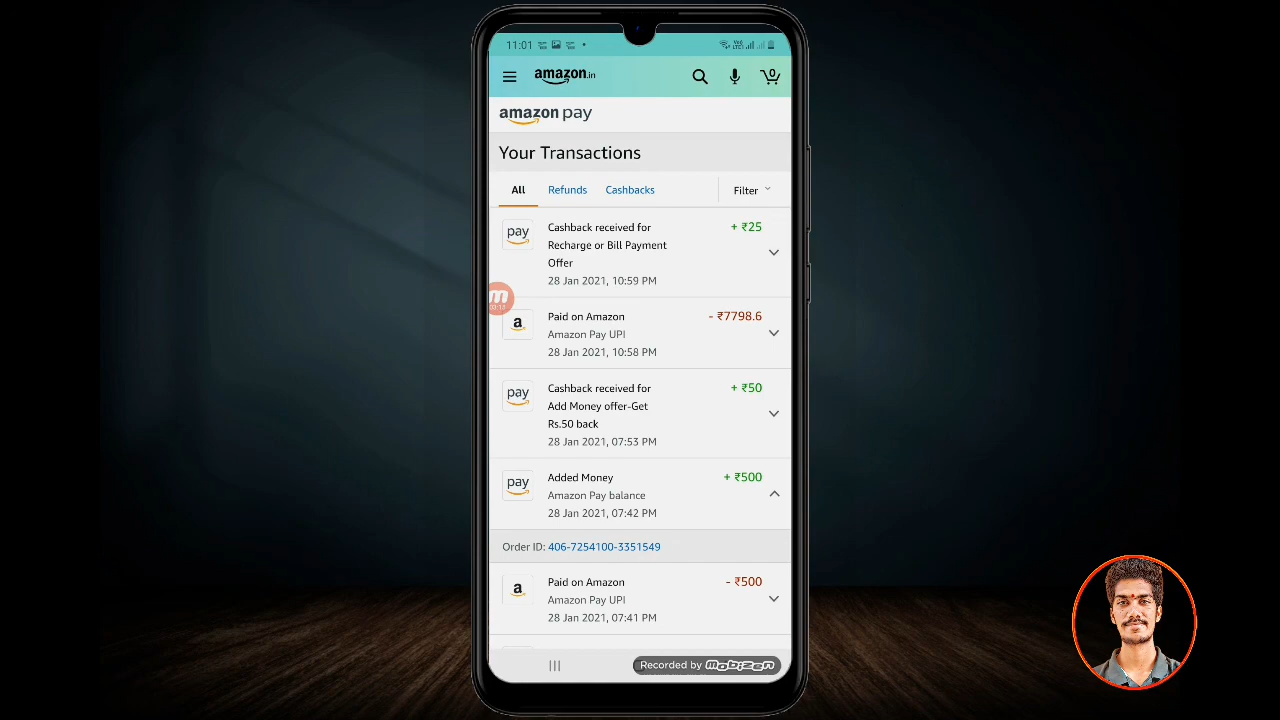 11:01
amazon.in
0
amazon pay
Your Transactions
All Refunds Cashbacks Filter
pay
Cashback received for
Recharge or Bill Payment
Offer
+ ₹25
28 Jan 2021, 10:59 PM
m
a
Paid on Amazon
- ₹7798.6
Amazon Pay UPI
28 Jan 2021, 10:58 PM
pay
Cashback received for
Add Money offer-Get
Rs.50 back
+ ₹50
28 Jan 2021, 07:53 PM
pay
Added Money
+ ₹500
Amazon Pay balance
28 Jan 2021, 07:42 PM
Order ID: 406-7254100-3351549
a
Paid on Amazon
- ₹500
Amazon Pay UPI
28 Jan 2021, 07:41 PM
Recorded by mobizen